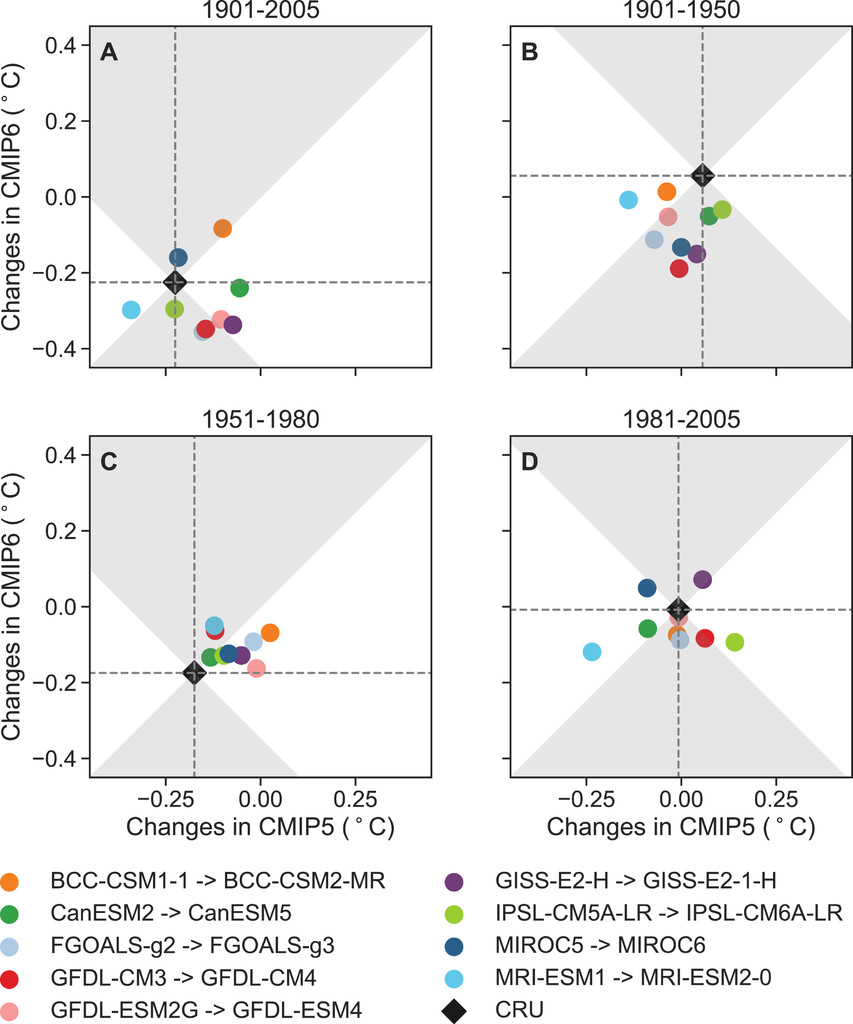 1901-2005
1901-1950
A
B
Changes in CMIP6 (°C)
0.4
0.2
0.0
−0.2
−0.4
1951-1980
1981-2005
C
D
Changes in CMIP6 (°C)
0.4
0.2
0.0
−0.2
−0.4
−0.25 0.00 0.25
−0.25 0.00 0.25
Changes in CMIP5 (°C)
Changes in CMIP5 (°C)
BCC-CSM1-1 -> BCC-CSM2-MR
CanESM2 -> CanESM5
FGOALS-g2 -> FGOALS-g3
GFDL-CM3 -> GFDL-CM4
GFDL-ESM2G -> GFDL-ESM4
GISS-E2-H -> GISS-E2-1-H
IPSL-CM5A-LR -> IPSL-CM6A-LR
MIROC5 -> MIROC6
MRI-ESM1 -> MRI-ESM2-0
CRU